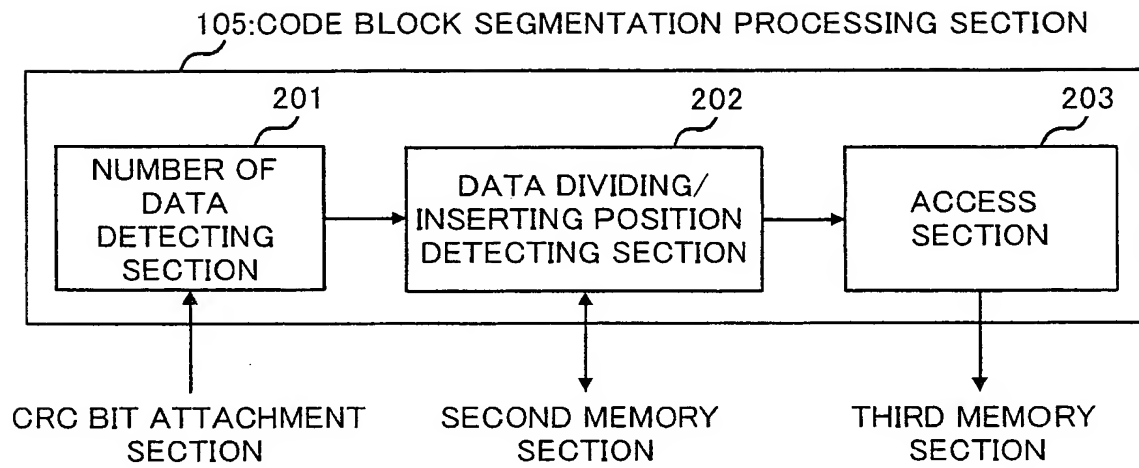 105:CODE BLOCK SEGMENTATION PROCESSING SECTION
201
202
203
NUMBER OF
DATA
DETECTING
SECTION
DATA DIVIDING/
INSERTING POSITION
DETECTING SECTION
ACCESS
SECTION
CRC BIT ATTACHMENT
SECTION
SECOND MEMORY
SECTION
THIRD MEMORY
SECTION